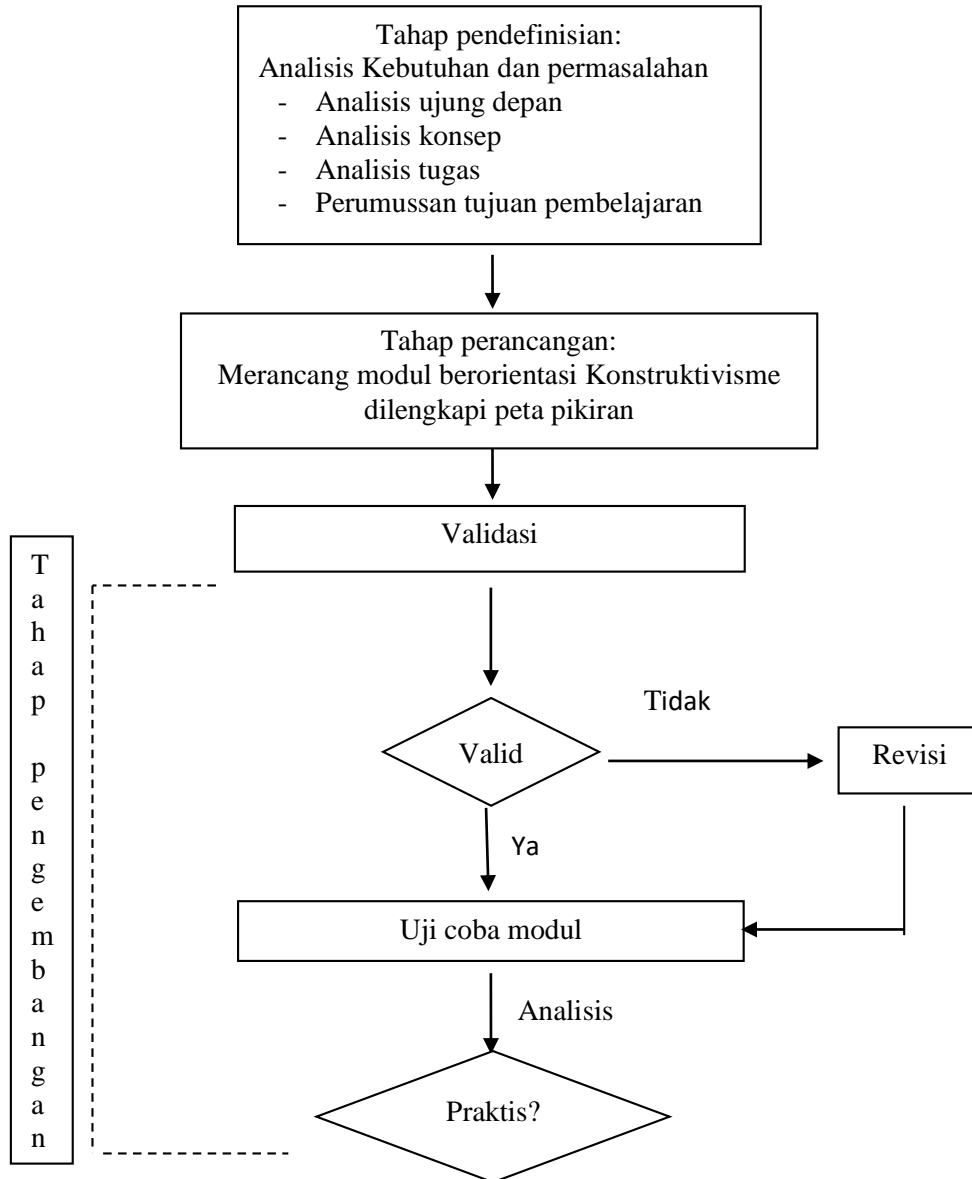 Tahap pendefinisian:
Analisis Kebutuhan dan permasalahan
- Analisis ujung depan
- Analisis konsep
- Analisis tugas
- Perumussan tujuan pembelajaran
Tahap perancangan:
Merancang modul berorientasi Konstruktivisme
dilengkapi peta pikiran
Validasi
Tahap pengembangan
Valid
Tidak
Revisi
Ya
Uji coba modul
Analisis
Praktis?